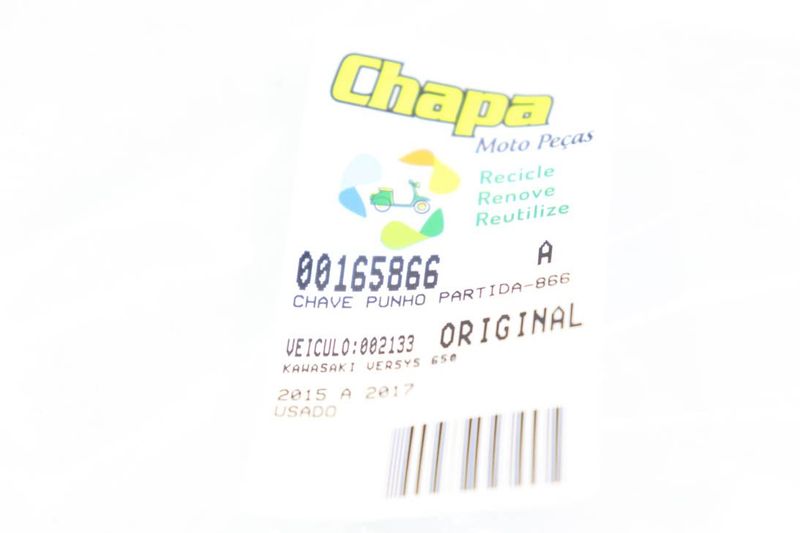 Chapa
Moto Peças
Recicle
Renove
Reutilize
00165866 A
CHAVE PUNHO PARTIDA-866
VEICULO:002133 ORIGINAL
KAWASAKI VERSYS 650
2015 A 2017
USADO